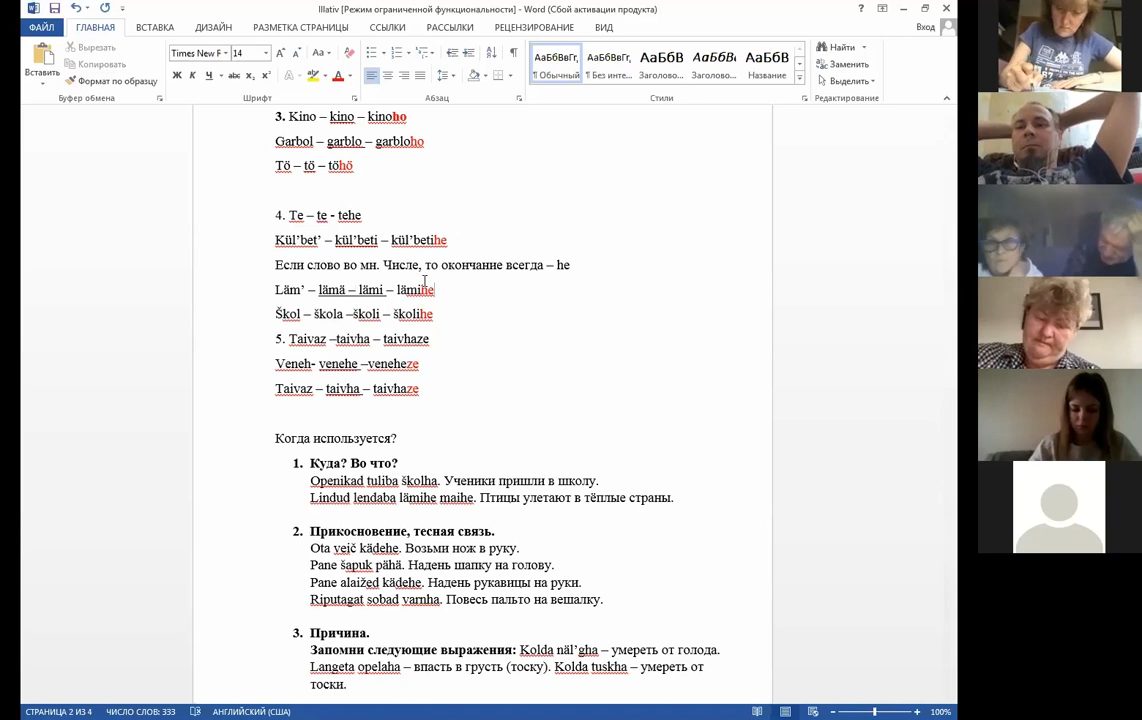 Illativ [Режим ограниченной функциональности] - Word (Сбой активации продукта)
ФАЙЛ ГЛАВНАЯ ВСТАВКА ДИЗАЙН РАЗМЕТКА СТРАНИЦЫ ССЫЛКИ РАССЫЛКИ РЕЦЕНЗИРОВАНИЕ ВИД Вход
Вставить
Вырезать
Копировать
Формат по образцу
Буфер обмена
Times New F 14
Ж К Ч
Шрифт
Абзац
АаБбВвГг, АаБбВвГг, АаБбВ АаБбВвГ АаБбВ
¶ Обычный ¶ Без инте... Заголово... Заголово... Название
Стили
Найти
Заменить
Выделить
Редактирование
3. Kino – kino – kinoho
Garbol – garblo – garbloho
Tö – tö – töhö
4. Te – te - tehe
Kül’bet’ – kül’beti – kül’betihe
Если слово во мн. Числе, то окончание всегда – he
Läm’ – lämä – lämi – lämihe
Škol – škola –školi – školihe
5. Taivaz –taivha – taivhaze
Veneh- venehe –veneheze
Taivaz – taivha – taivhaze
Когда используется?
1. Куда? Во что?
Openikad tuliba školha. Ученики пришли в школу.
Lindud lendaba lämihe maihe. Птицы улетают в тёплые страны.
2. Прикосновение, тесная связь.
Ota veič kädehe. Возьми нож в руку.
Pane šapuk pähä. Надень шапку на голову.
Pane alaižed kädehe. Надень рукавицы на руки.
Riputagat sobad varnha. Повесь пальто на вешалку.
3. Причина.
Запомни следующие выражения: Kolda näl’gha – умереть от голода.
Langeta opelaha – впасть в грусть (тоску). Kolda tuskha – умереть от
тоски.
СТРАНИЦА 2 ИЗ 4 ЧИСЛО СЛОВ: 333 АНГЛИЙСКИЙ (США) 100%